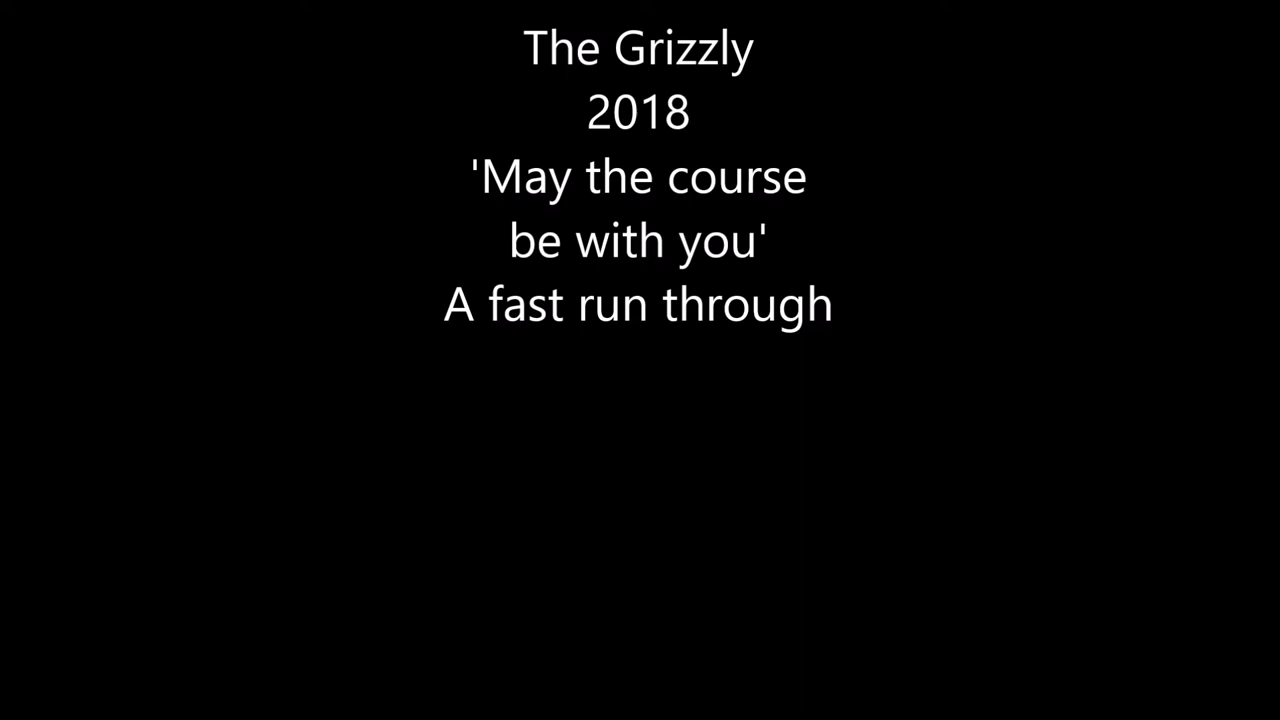 The Grizzly
2018
'May the course
be with you'
A fast run through